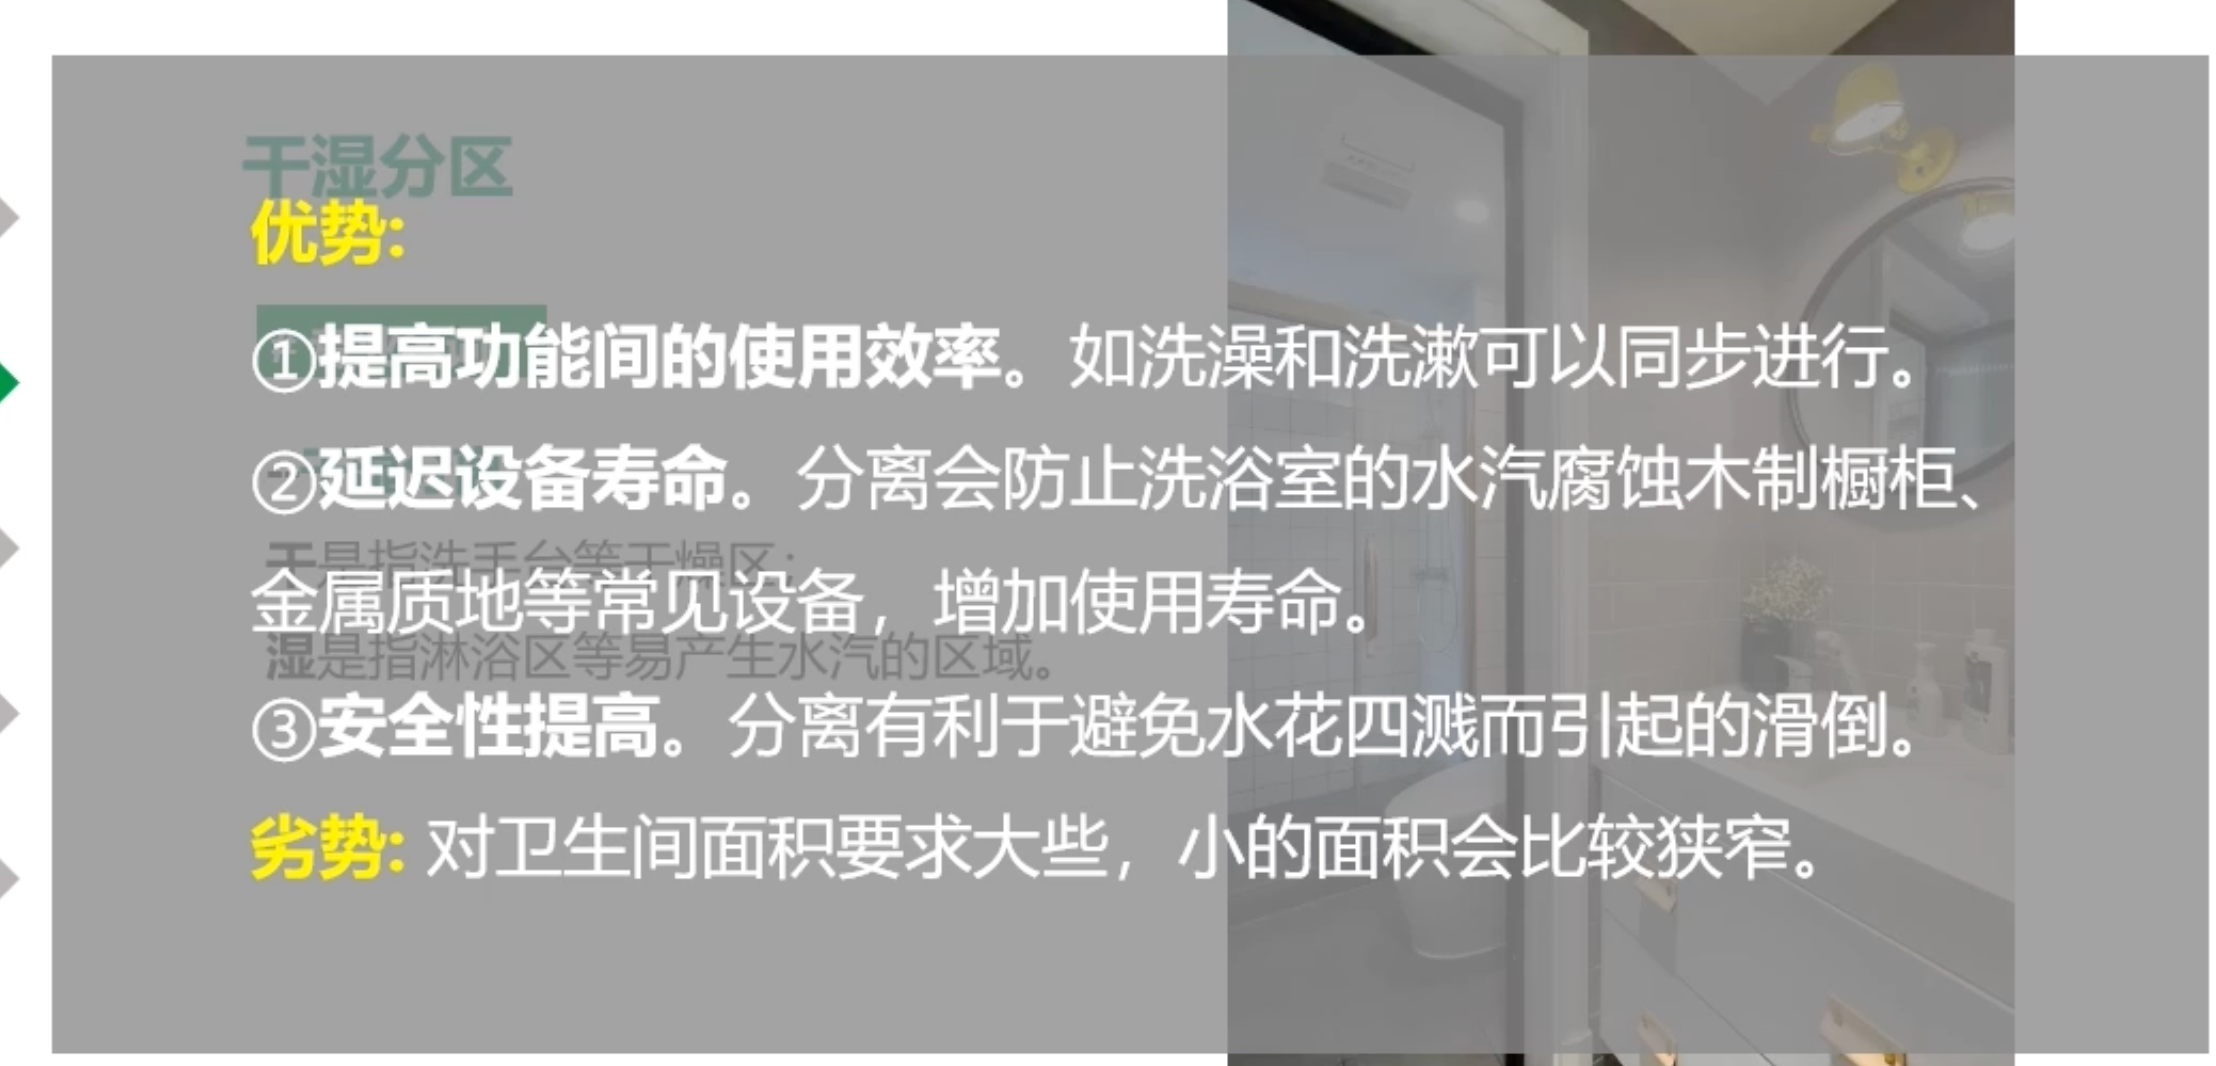 干湿分区
优势:
①提高功能间的使用效率。如洗澡和洗漱可以同步进行。
②延迟设备寿命。分离会防止洗浴室的水汽腐蚀木制橱柜、
干是指洗手台等干燥区；
金属质地等常见设备，增加使用寿命。
湿是指淋浴区等易产生水汽的区域。
③安全性提高。分离有利于避免水花四溅而引起的滑倒。
劣势: 对卫生间面积要求大些，小的面积会比较狭窄。